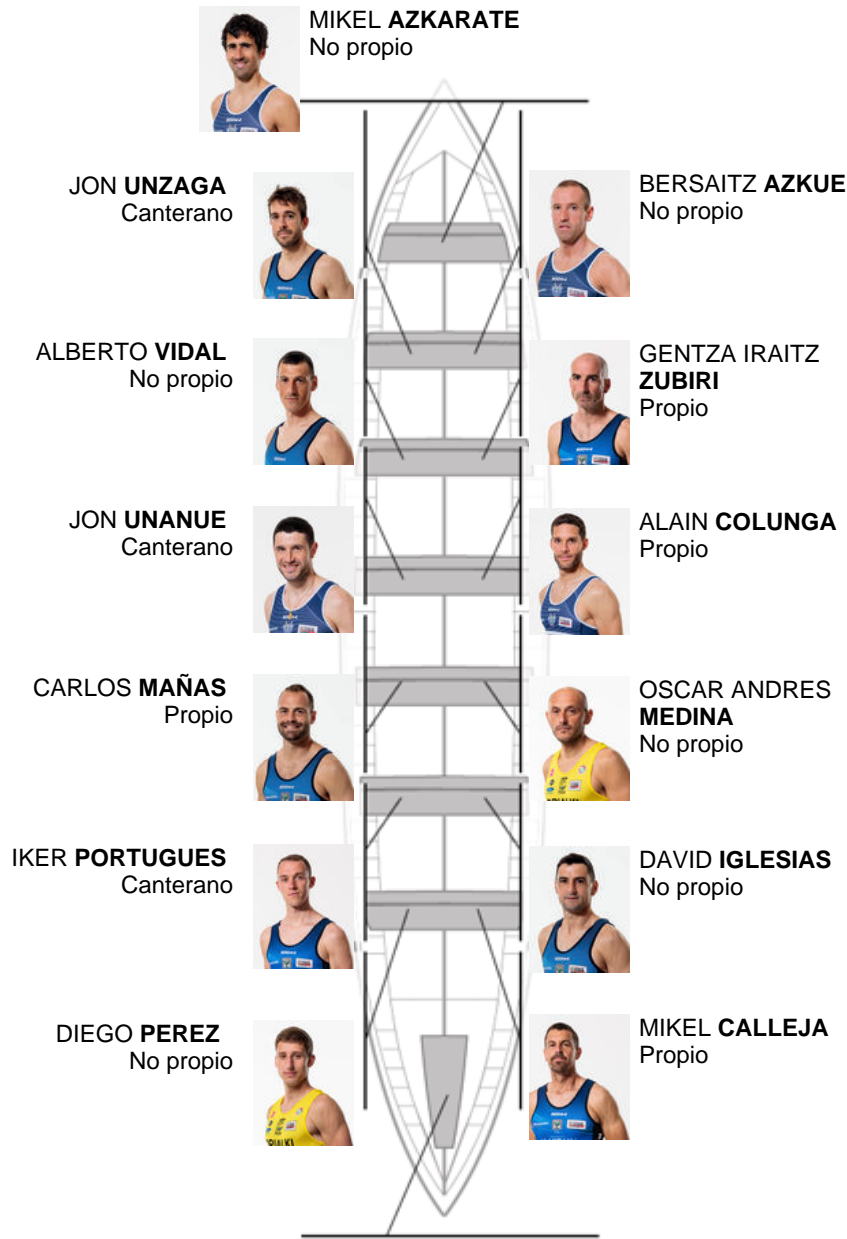 MIKEL AZKARATE
No propio
JON UNZAGA
Canterano
BERSAITZ AZKUE
No propio
ALBERTO VIDAL
No propio
GENTZA IRAITZ
ZUBIRI
Propio
JON UNANUE
Canterano
ALAIN COLUNGA
Propio
CARLOS MAÑAS
Propio
OSCAR ANDRES
MEDINA
No propio
IKER PORTUGUES
Canterano
DAVID IGLESIAS
No propio
DIEGO PEREZ
No propio
MIKEL CALLEJA
Propio